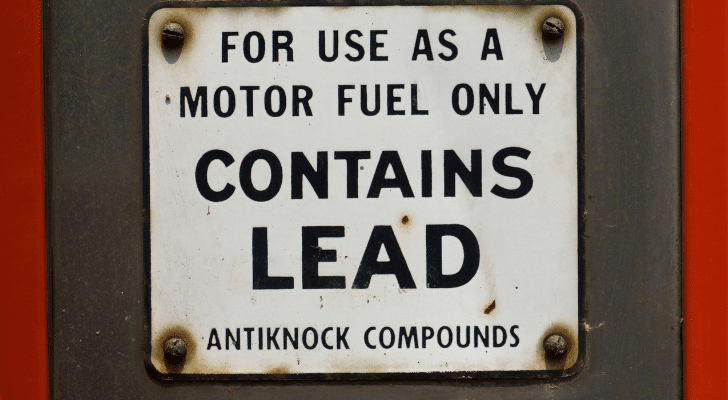 FOR USE AS A
MOTOR FUEL ONLY
CONTAINS
LEAD
ANTIKNOCK COMPOUNDS